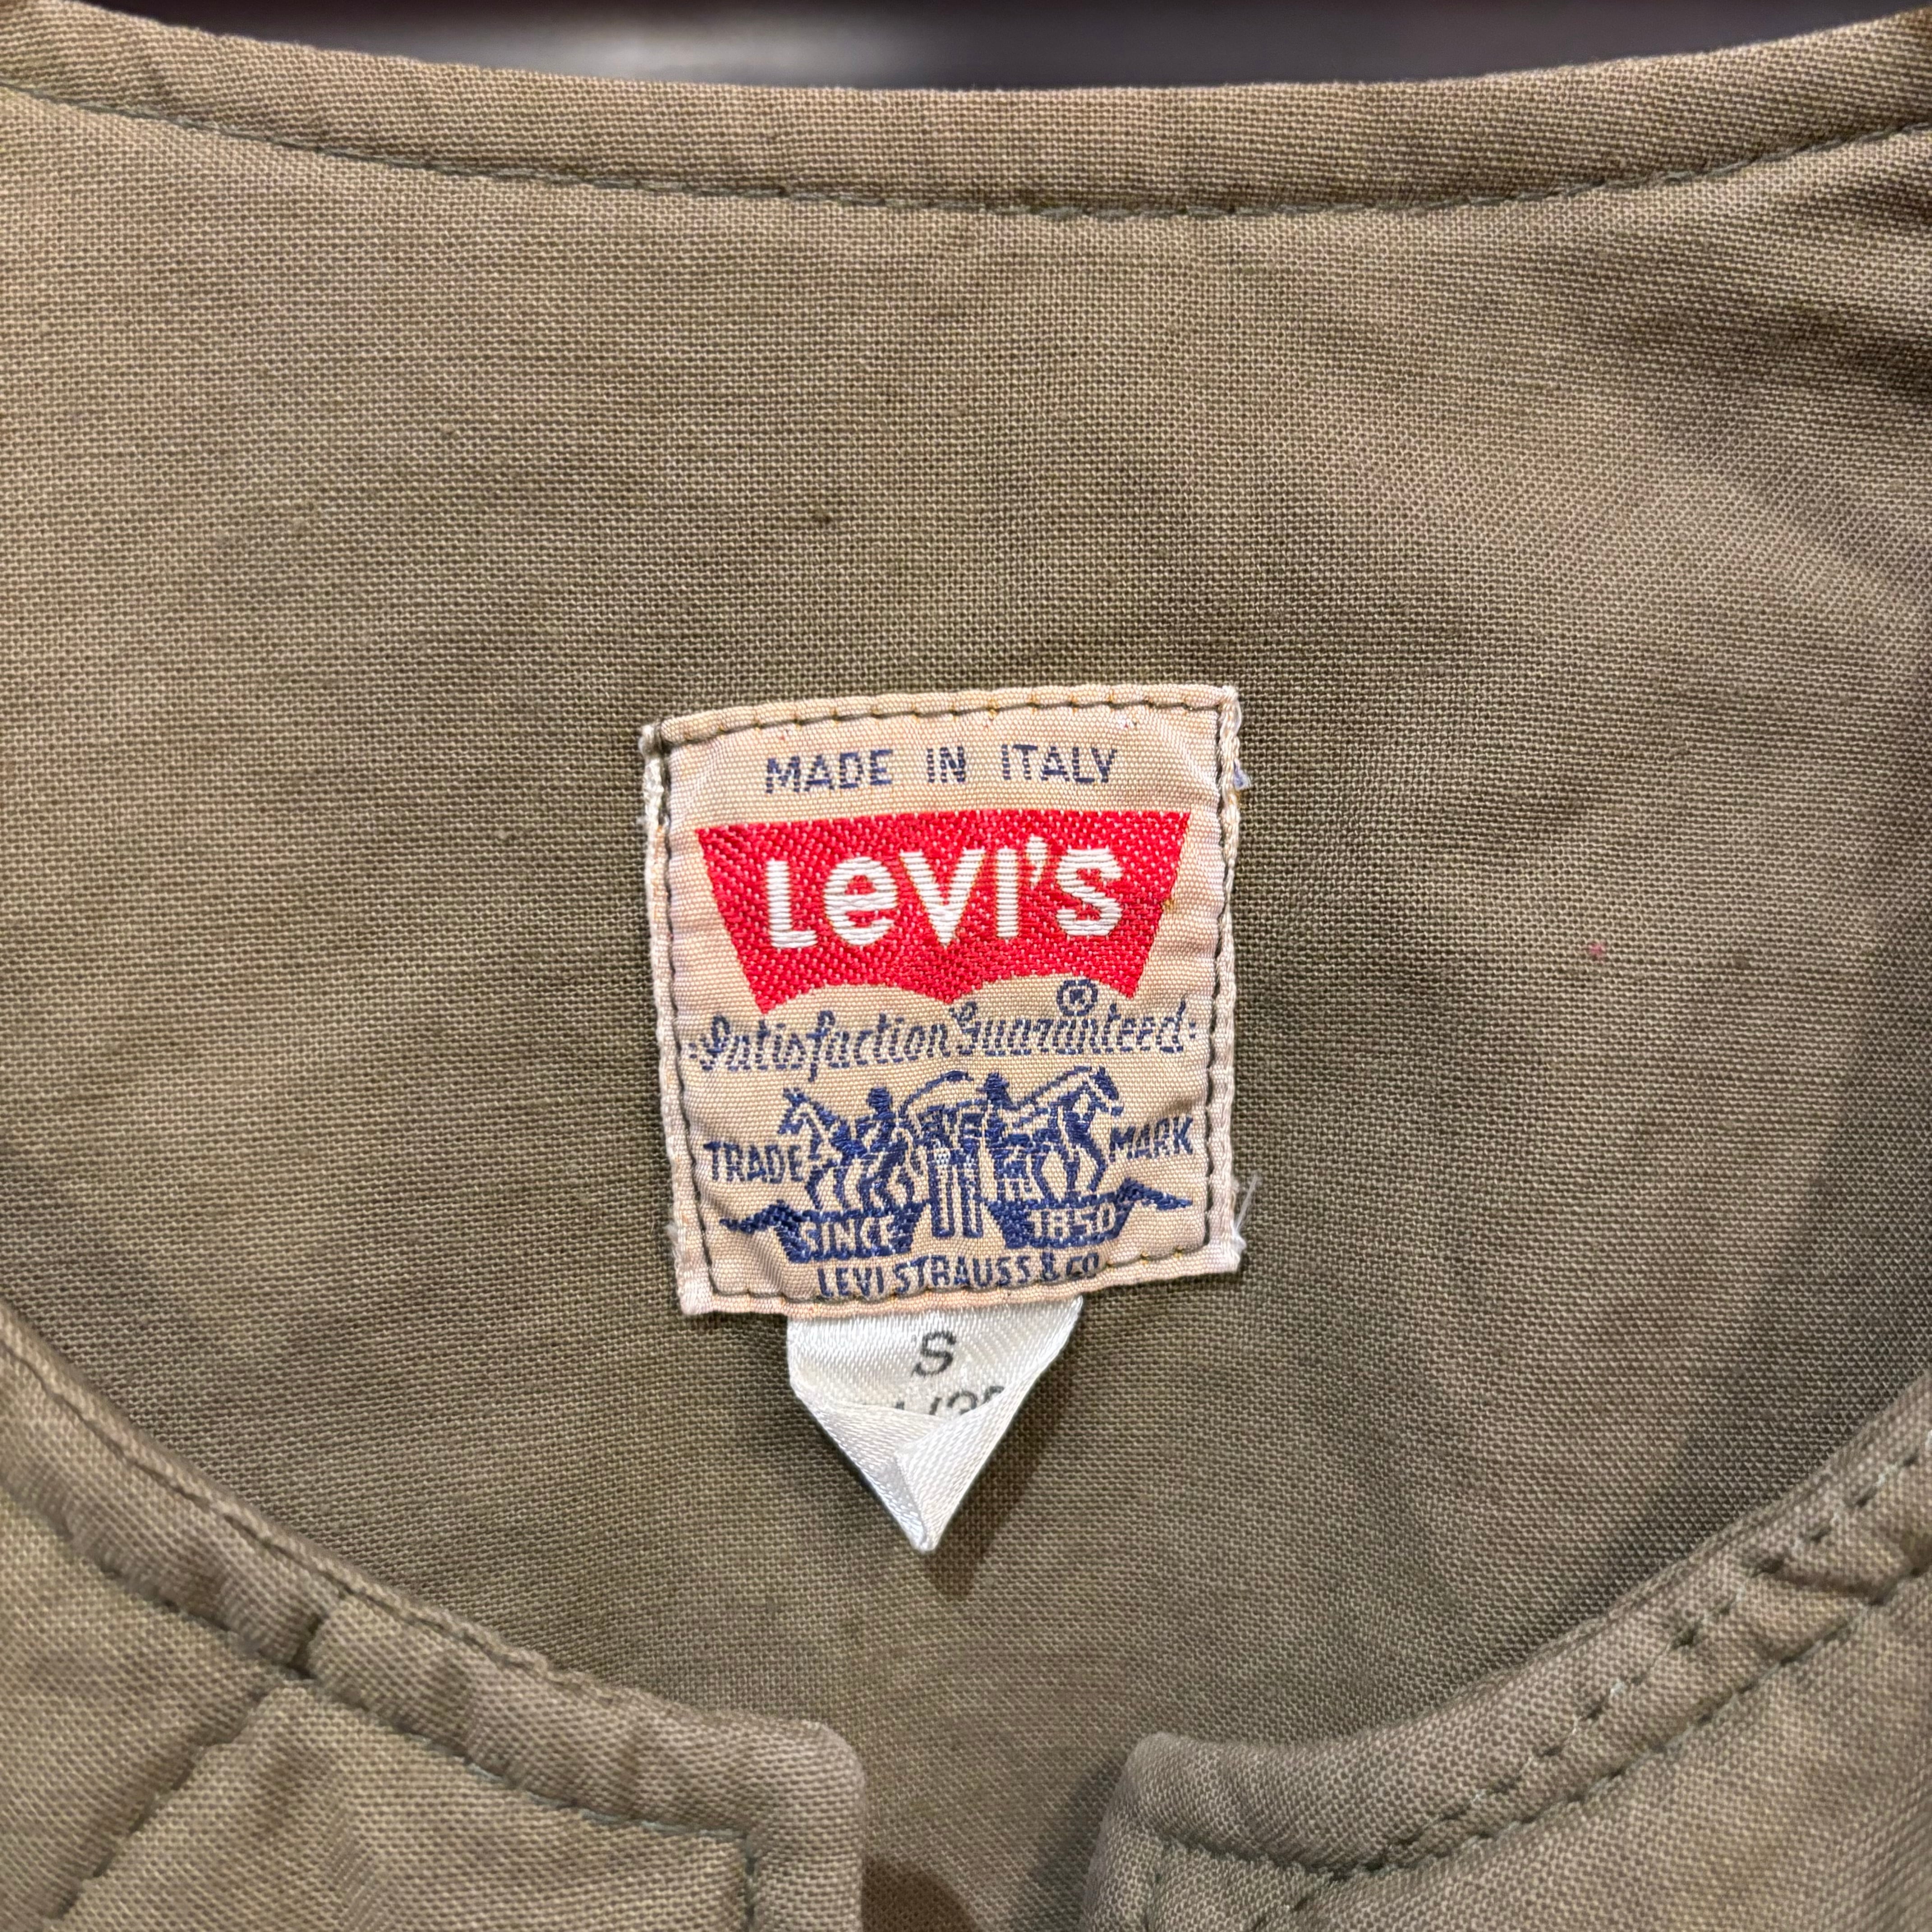 MADE IN ITALY
Levi's
®
Satisfaction Guaranteed
TRADE MARK
SINCE 1850
LEVI STRAUSS & CO
S